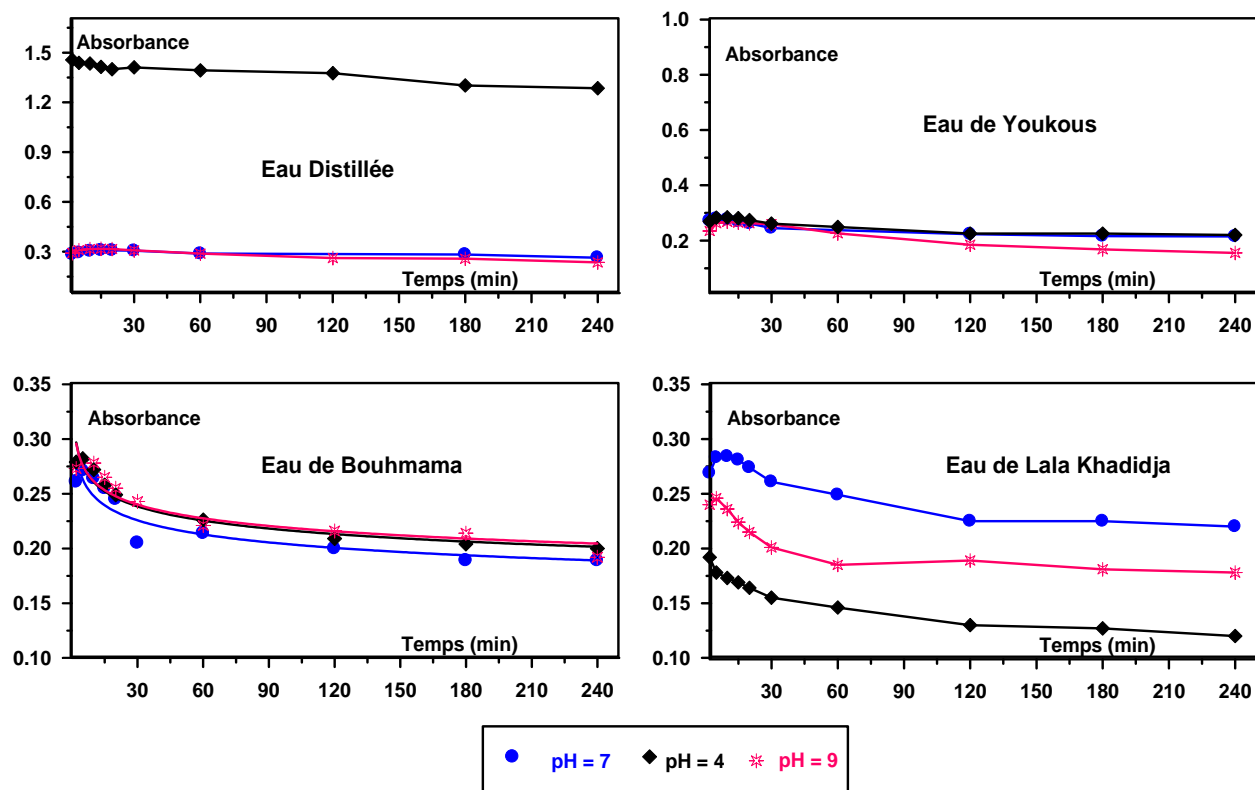 Absorbance
1.5
1.2
0.9
0.6
0.3
Eau Distillée
Temps (min)
30 60 90 120 150 180 210 240
1.0
0.8
0.6
0.4
0.2
Absorbance
Eau de Youkous
Temps (min)
30 60 90 120 150 180 210 240
0.35
0.30
0.25
0.20
0.15
0.10
Absorbance
Eau de Bouhmama
Temps (min)
30 60 90 120 150 180 210 240
0.35
0.30
0.25
0.20
0.15
0.10
Absorbance
Eau de Lala Khadidja
Temps (min)
30 60 90 120 150 180 210 240
pH = 7 pH = 4 pH = 9